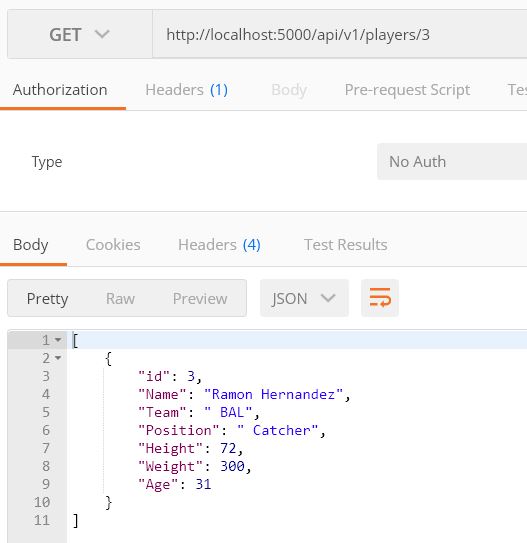 GET http://localhost:5000/api/v1/players/3
Authorization Headers (1) Body Pre-request Script Tes
Type No Auth
Body Cookies Headers (4) Test Results
Pretty Raw Preview JSON
1 [
2 {
3 "id": 3,
4 "Name": "Ramon Hernandez",
5 "Team": " BAL",
6 "Position": " Catcher",
7 "Height": 72,
8 "Weight": 300,
9 "Age": 31
10 }
11 ]